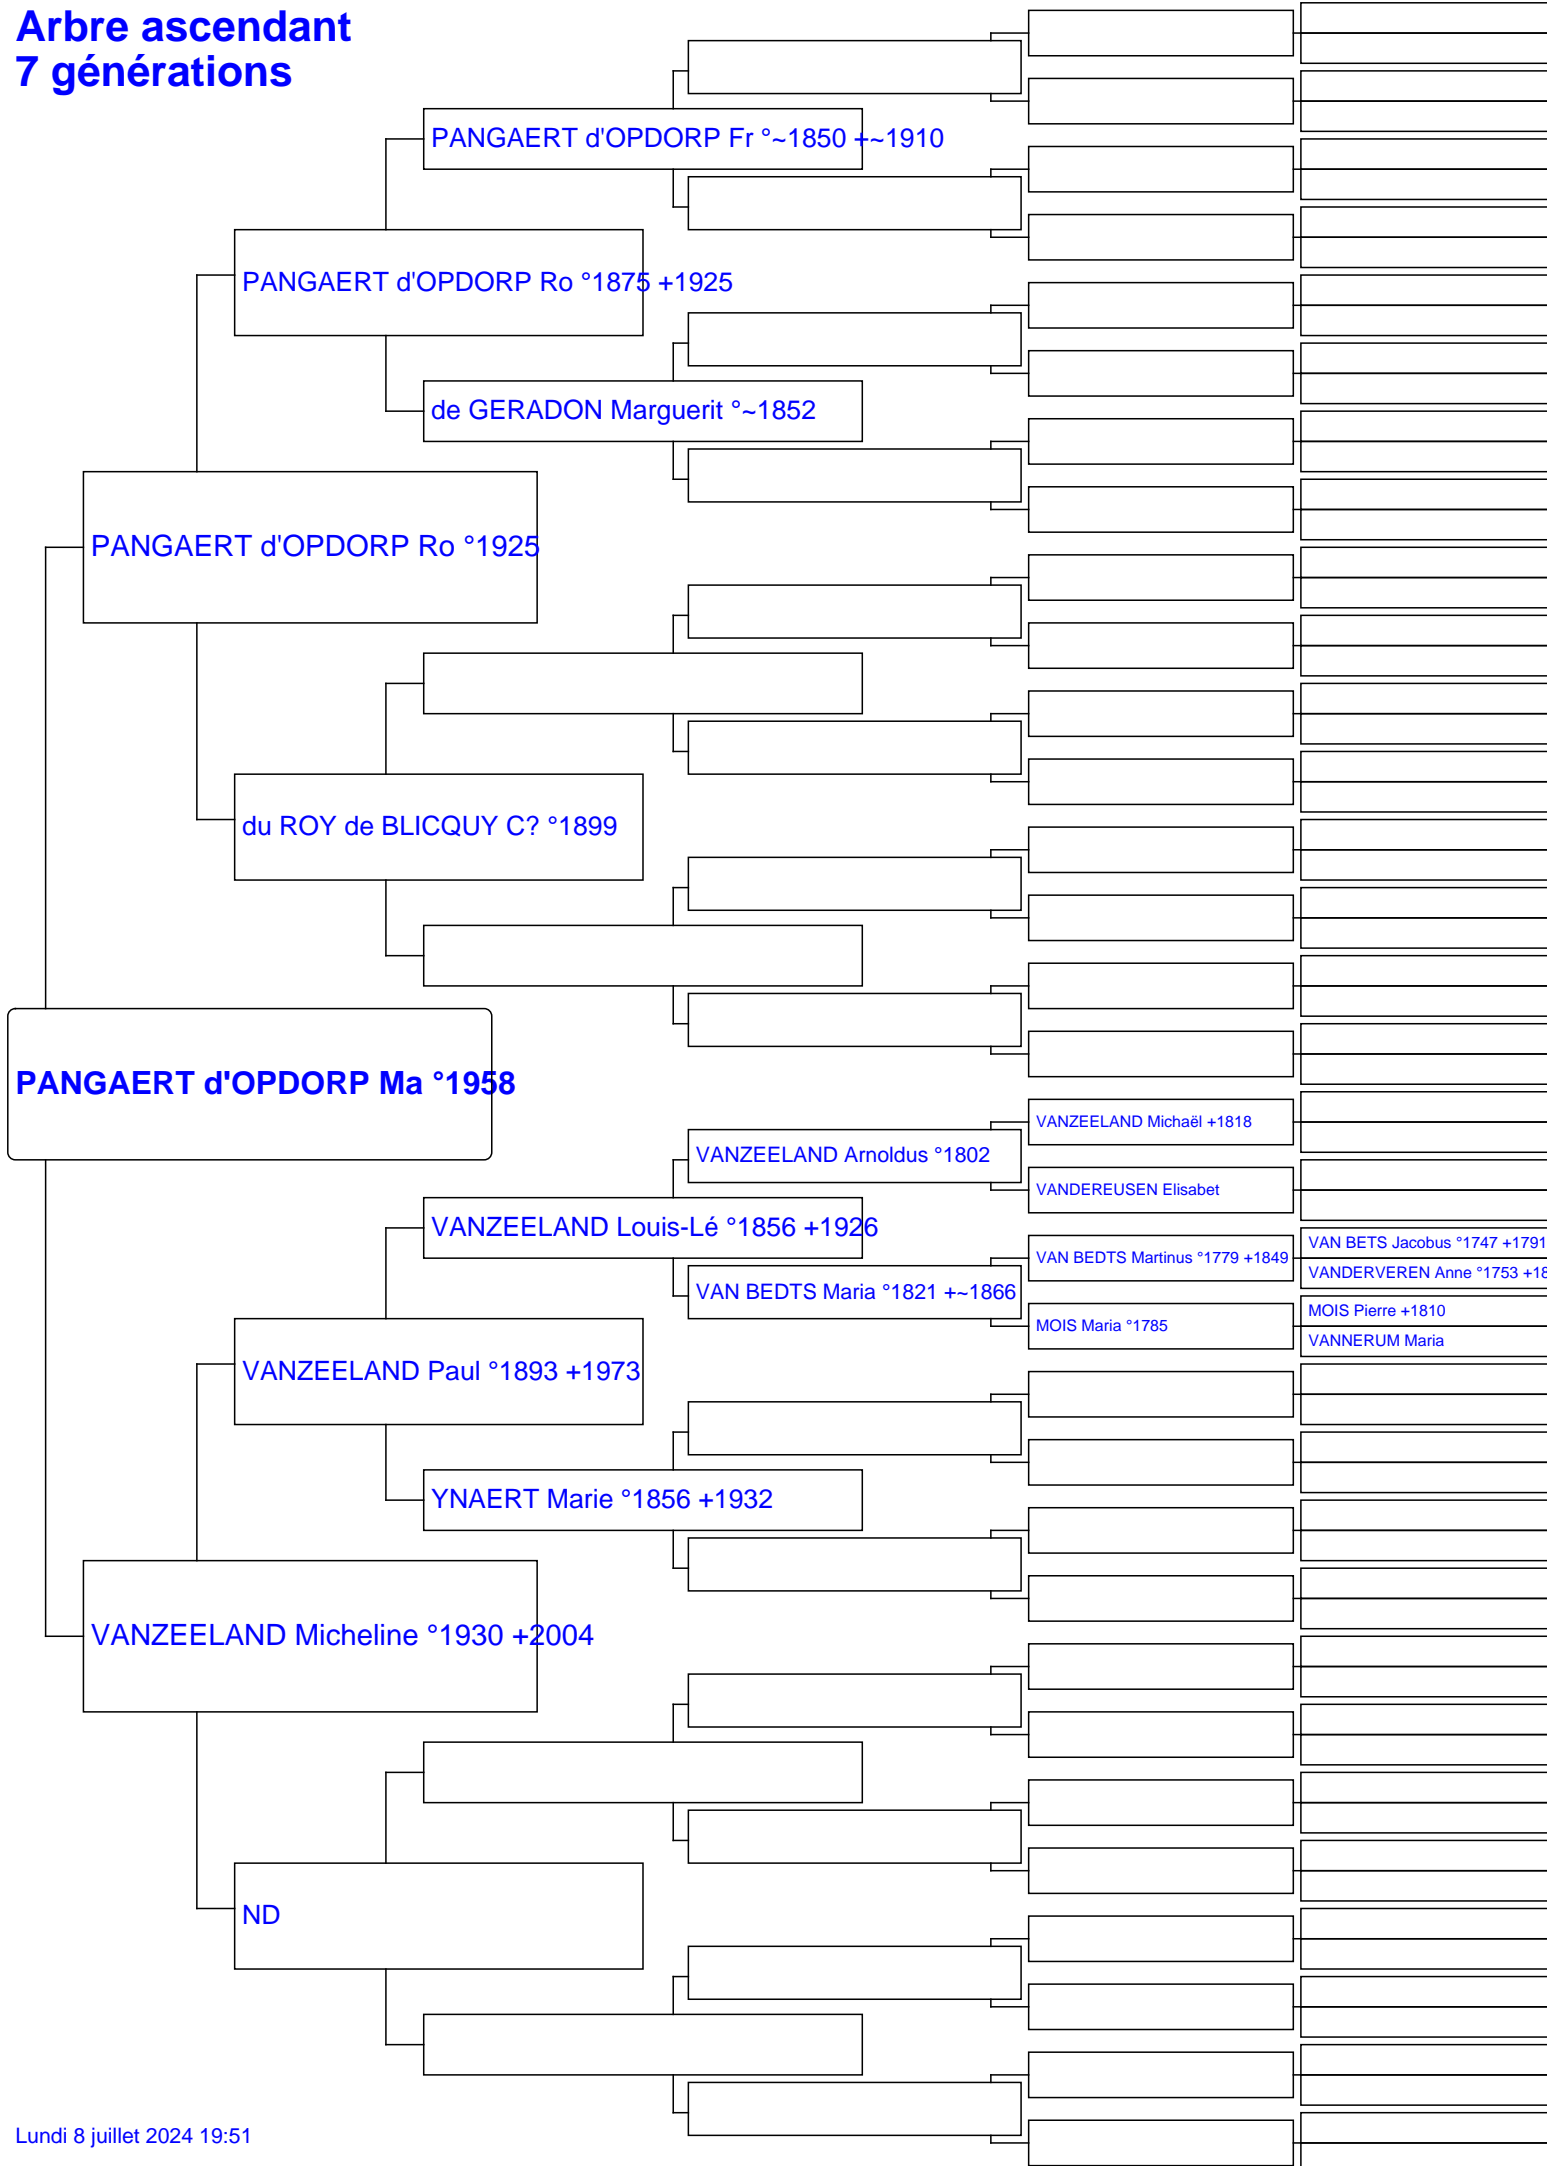 Arbre ascendant
7 générations
PANGAERT d'OPDORP Fr °~1850 +~1910
PANGAERT d'OPDORP Ro °1875 +1925
de GERADON Marguerit °~1852
PANGAERT d'OPDORP Ro °1925
du ROY de BLICQUY C? °1899
PANGAERT d'OPDORP Ma °1958
VANZEELAND Michaël +1818
VANZEELAND Arnoldus °1802
VANDEREUSEN Elisabet
VANZEELAND Louis-Lé °1856 +1926
VAN BETS Jacobus °1747 +1791
VAN BEDTS Martinus °1779 +1849
VANDERVEREN Anne °1753 +18
VAN BEDTS Maria °1821 +~1866
MOIS Pierre +1810
MOIS Maria °1785
VANNERUM Maria
VANZEELAND Paul °1893 +1973
YNAERT Marie °1856 +1932
VANZEELAND Micheline °1930 +2004
ND
Lundi 8 juillet 2024 19:51